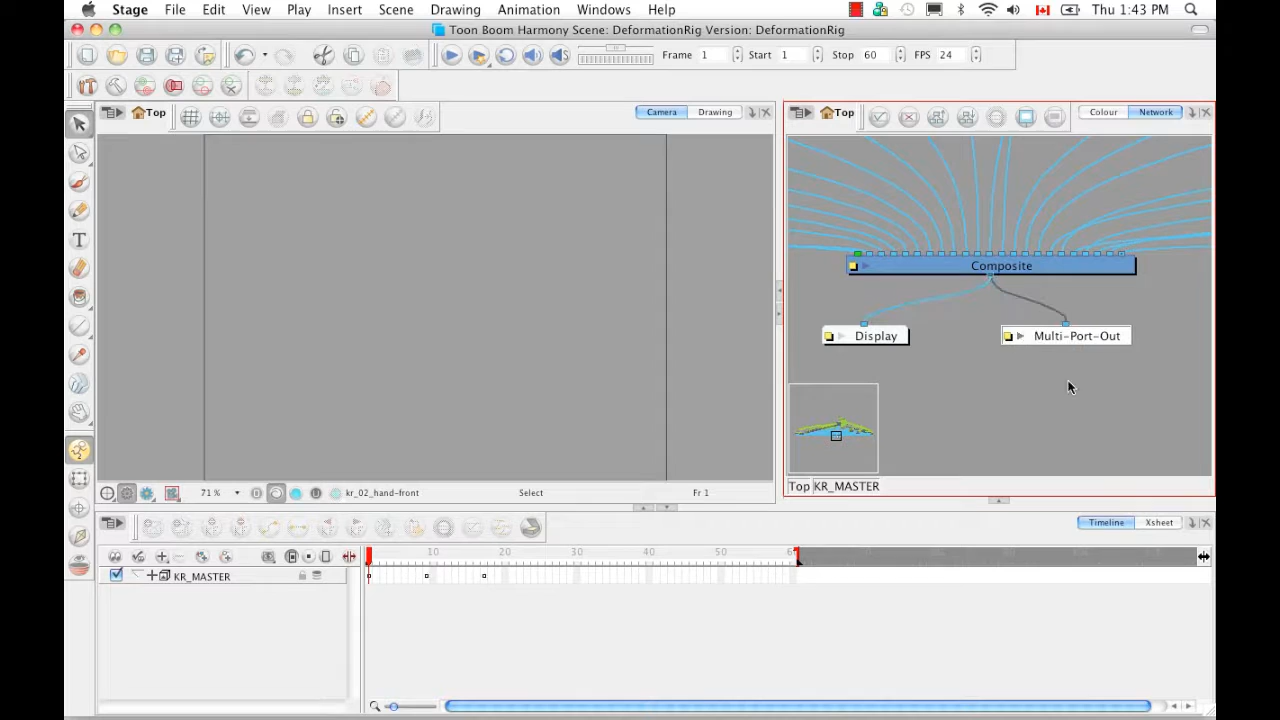 Stage File Edit View Play Insert Scene Drawing Animation Windows Help Thu 1:43 PM
Toon Boom Harmony Scene: DeformationRig Version: DeformationRig
Frame 1 Start 1 Stop 60 FPS 24
Top Camera Drawing
Top Colour Network
Composite
Display Multi-Port-Out
Top KR_MASTER
71% kr_02_hand-front Select Fr 1
Timeline Xsheet
10 20 30 40 50
KR_MASTER